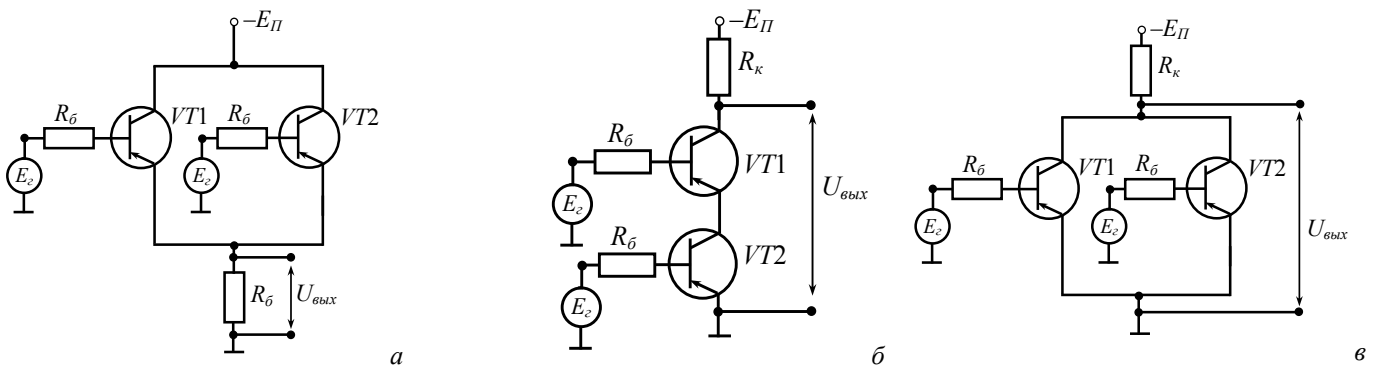 –E_П
R_б VT1 R_б VT2
E_г E_г
R_б U_вых
а
–E_П
R_к
R_б VT1
E_г U_вых
R_б VT2
E_г
б
–E_П
R_к
R_б VT1 R_б VT2
E_г E_г
U_вых
в